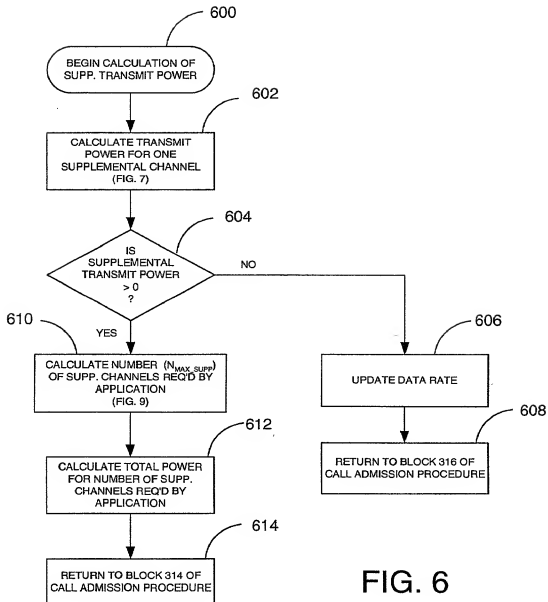 600
BEGIN CALCULATION OF
SUPP. TRANSMIT POWER
602
CALCULATE TRANSMIT
POWER FOR ONE
SUPPLEMENTAL CHANNEL
(FIG. 7)
604
IS
SUPPLEMENTAL
TRANSMIT POWER
> 0
?
NO
YES
610
CALCULATE NUMBER (NMAX_SUPP)
OF SUPP. CHANNELS REQ'D BY
APPLICATION
(FIG. 9)
606
UPDATE DATA RATE
608
RETURN TO BLOCK 316 OF
CALL ADMISSION PROCEDURE
612
CALCULATE TOTAL POWER
FOR NUMBER OF SUPP.
CHANNELS REQ'D BY
APPLICATION
614
RETURN TO BLOCK 314 OF
CALL ADMISSION PROCEDURE
FIG. 6